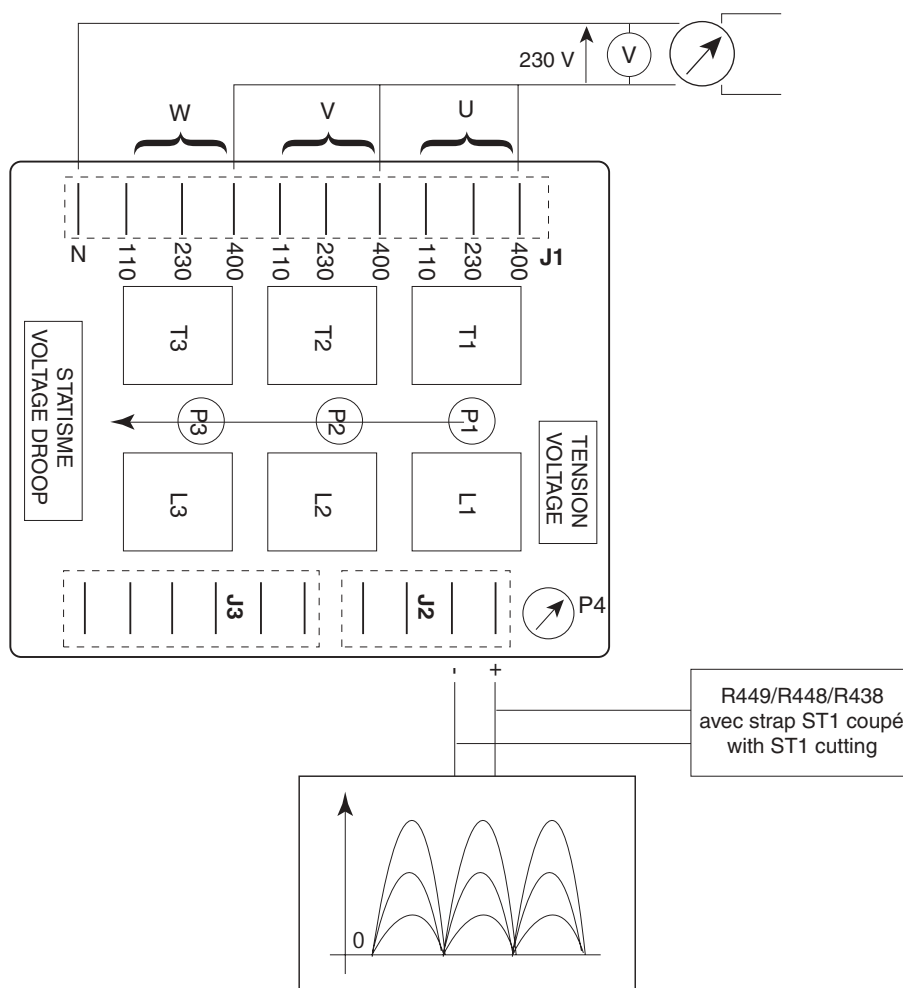 230 V
V
W
V
U
N
110
230
400
110
230
400
110
230
400
J1
T3
T2
T1
STATISME
VOLTAGE DROOP
P3
P2
P1
TENSION
VOLTAGE
L3
L2
L1
J3
J2
P4
- +
R449/R448/R438
avec strap ST1 coupé
with ST1 cutting
0